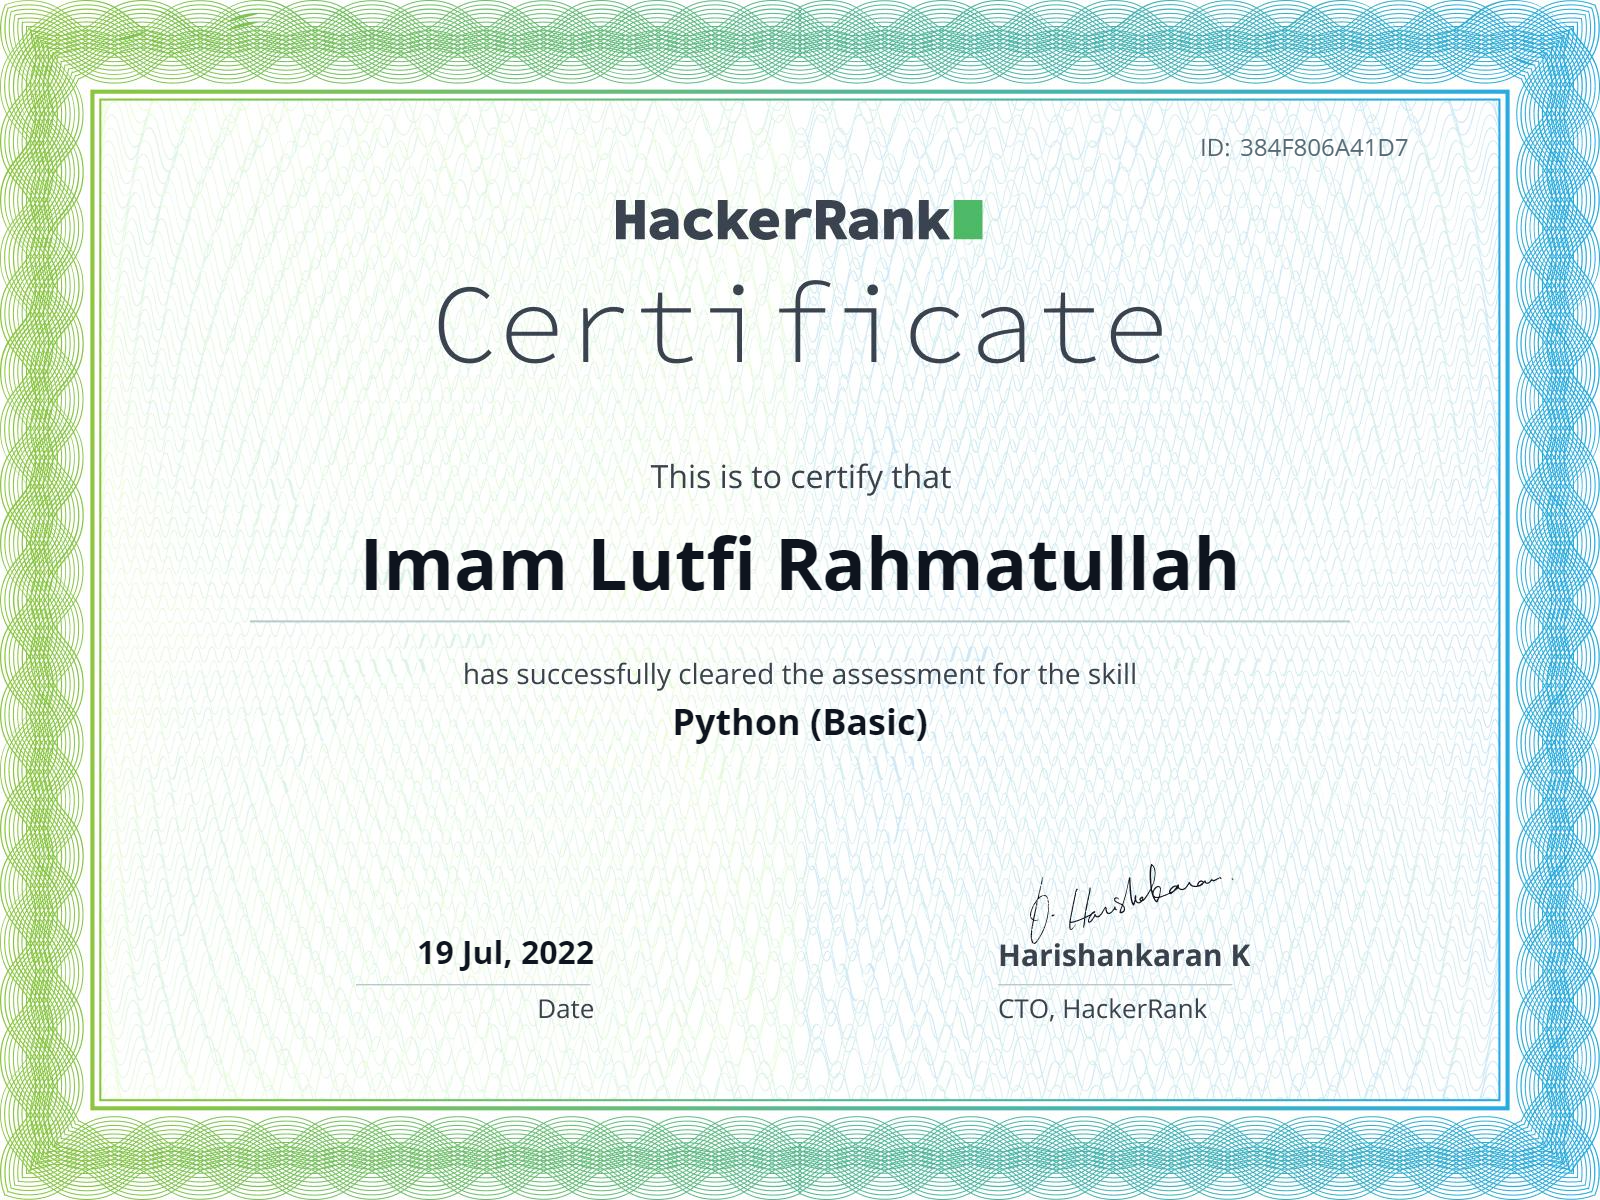 ID: 384F806A41D7
HackerRank
Certificate
This is to certify that
Imam Lutfi Rahmatullah
has successfully cleared the assessment for the skill
Python (Basic)
19 Jul, 2022
Date
Harishankaran K
CTO, HackerRank